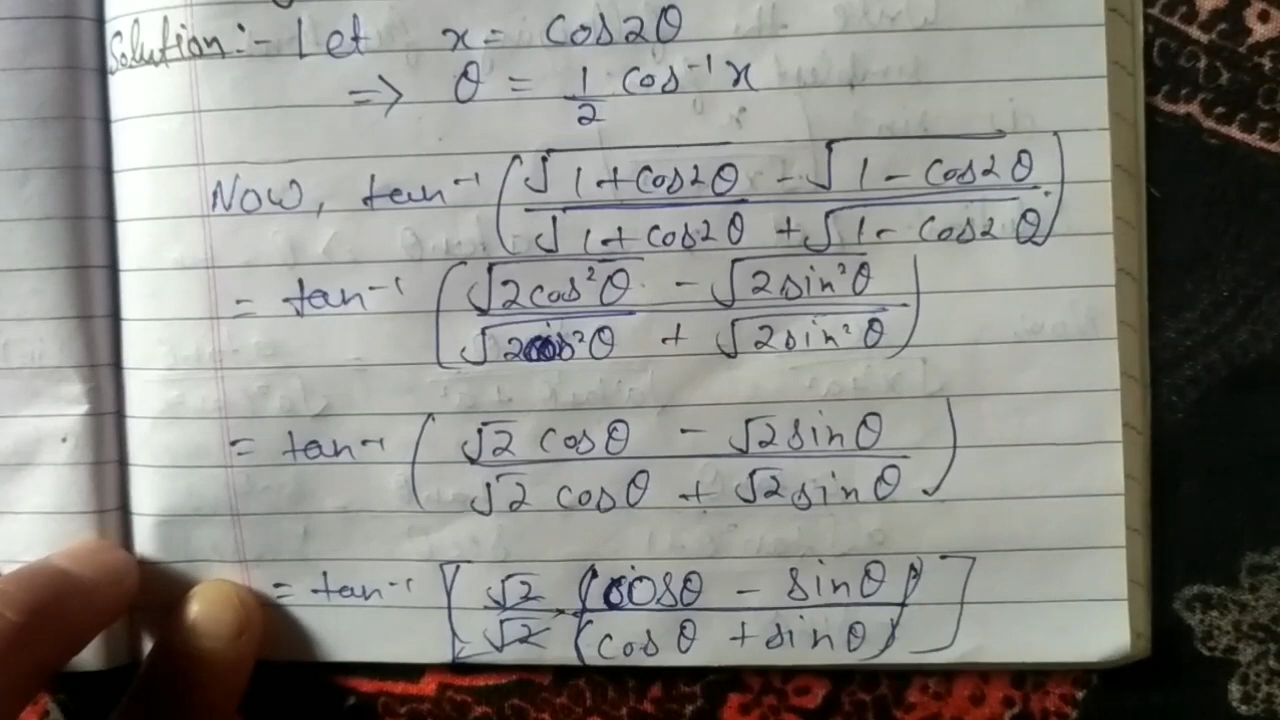 Solution:- Let x = cos2θ
=> θ = 1/2 cos⁻¹x
Now, tan⁻¹ (√(1+cos2θ) - √(1-cos2θ) / √(1+cos2θ) + √(1-cos2θ))
= tan⁻¹ (√(2cos²θ) - √(2sin²θ) / √(2cos²θ) + √(2sin²θ))
= tan⁻¹ (√2 cosθ - √2 sinθ / √2 cosθ + √2 sinθ)
= tan⁻¹ [√2 (cosθ - sinθ) / √2 (cosθ + sinθ)]